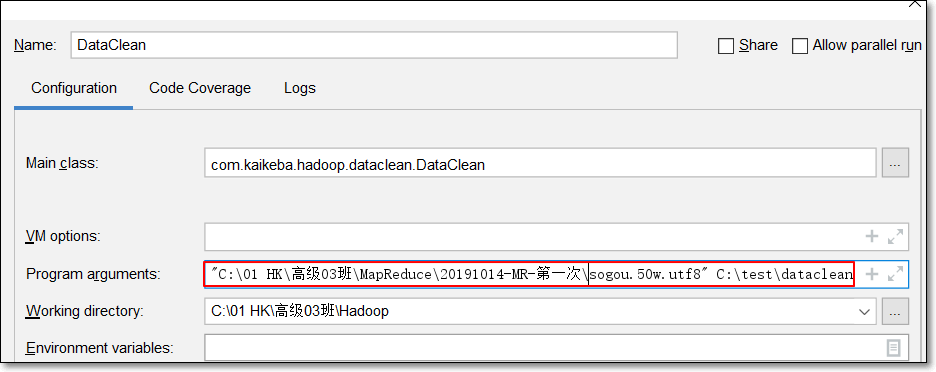 Name: DataClean Share Allow parallel run
Configuration Code Coverage Logs
Main class: com.kaikeba.hadoop.dataclean.DataClean ...
VM options:
Program arguments: "C:\01 HK\高级03班\MapReduce\20191014-MR-第一次\sogou.50w.utf8" C:\test\dataclean
Working directory: C:\01 HK\高级03班\Hadoop ...
Environment variables: